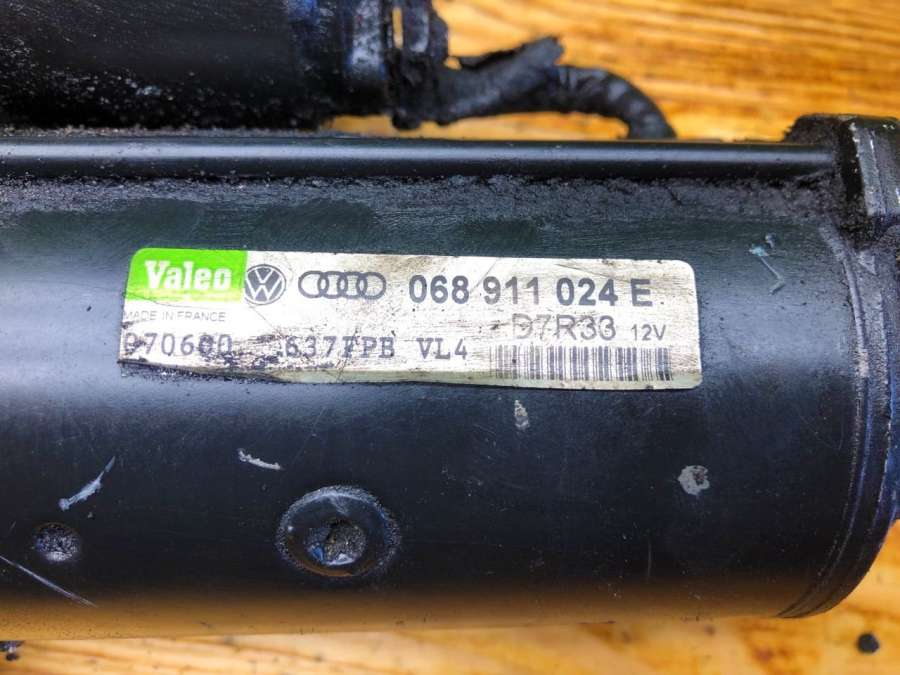 Valeo 068 911 024 E
MADE IN FRANCE D7R33 12V
637FPB VL4